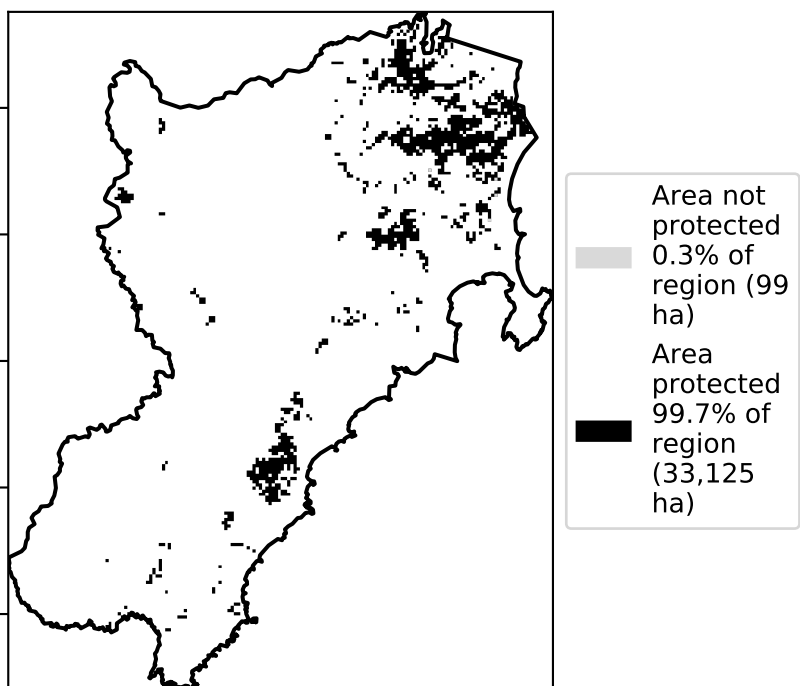 Area not
protected
0.3% of
region (99
ha)
Area
protected
99.7% of
region
(33,125
ha)